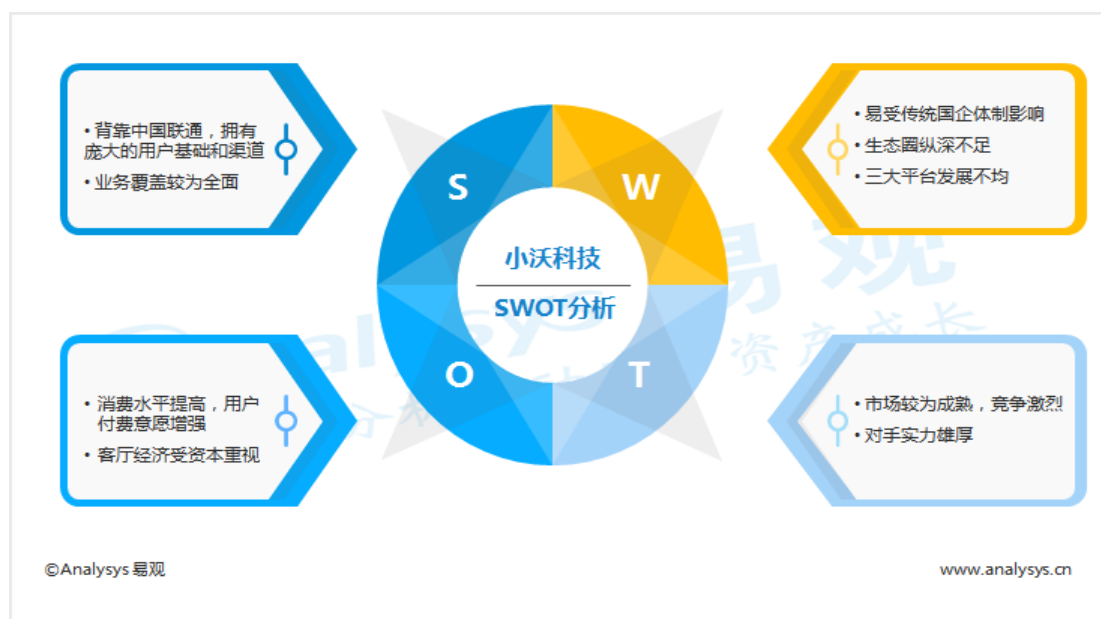 • 背靠中国联通，拥有
庞大的用户基础和渠道
• 业务覆盖较为全面
• 易受传统国企体制影响
• 生态圈纵深不足
• 三大平台发展不均
S
W
小沃科技
SWOT分析
O
T
• 消费水平提高，用户
付费意愿增强
• 客厅经济受资本重视
• 市场较为成熟，竞争激烈
• 对手实力雄厚
©Analysys 易观
www.analysys.cn